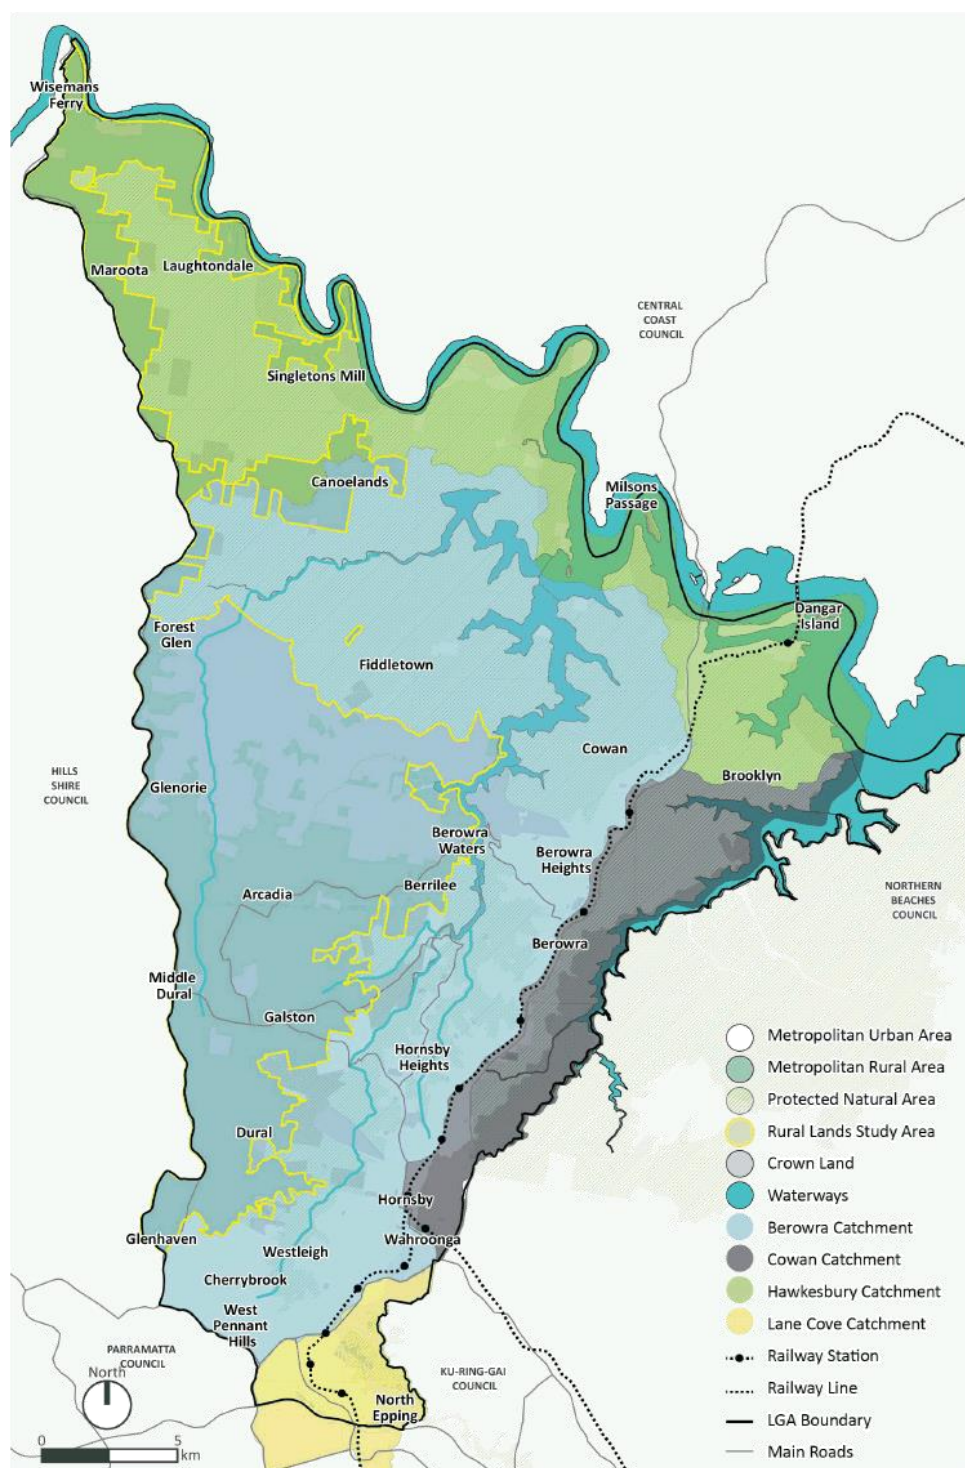 Wisemans
Ferry
Maroota
Laughtondale
CENTRAL
COAST
COUNCIL
Singletons Mill
Canoelands
Milsons
Passage
Dangar
Island
Forest
Glen
Fiddletown
Cowan
HILLS
SHIRE
COUNCIL
Glenorie
Brooklyn
Berowra
Waters
Berowra
Heights
Arcadia
Berrilee
NORTHERN
BEACHES
COUNCIL
Berowra
Middle
Dural
Galston
Hornsby
Heights
Dural
Hornsby
Glenhaven
Westleigh
Wahroonga
Cherrybrook
West
Pennant
Hills
PARRAMATTA
COUNCIL
KU-RING-GAI
COUNCIL
North
Epping
North
0 5
km
Metropolitan Urban Area
Metropolitan Rural Area
Protected Natural Area
Rural Lands Study Area
Crown Land
Waterways
Berowra Catchment
Cowan Catchment
Hawkesbury Catchment
Lane Cove Catchment
Railway Station
Railway Line
LGA Boundary
Main Roads